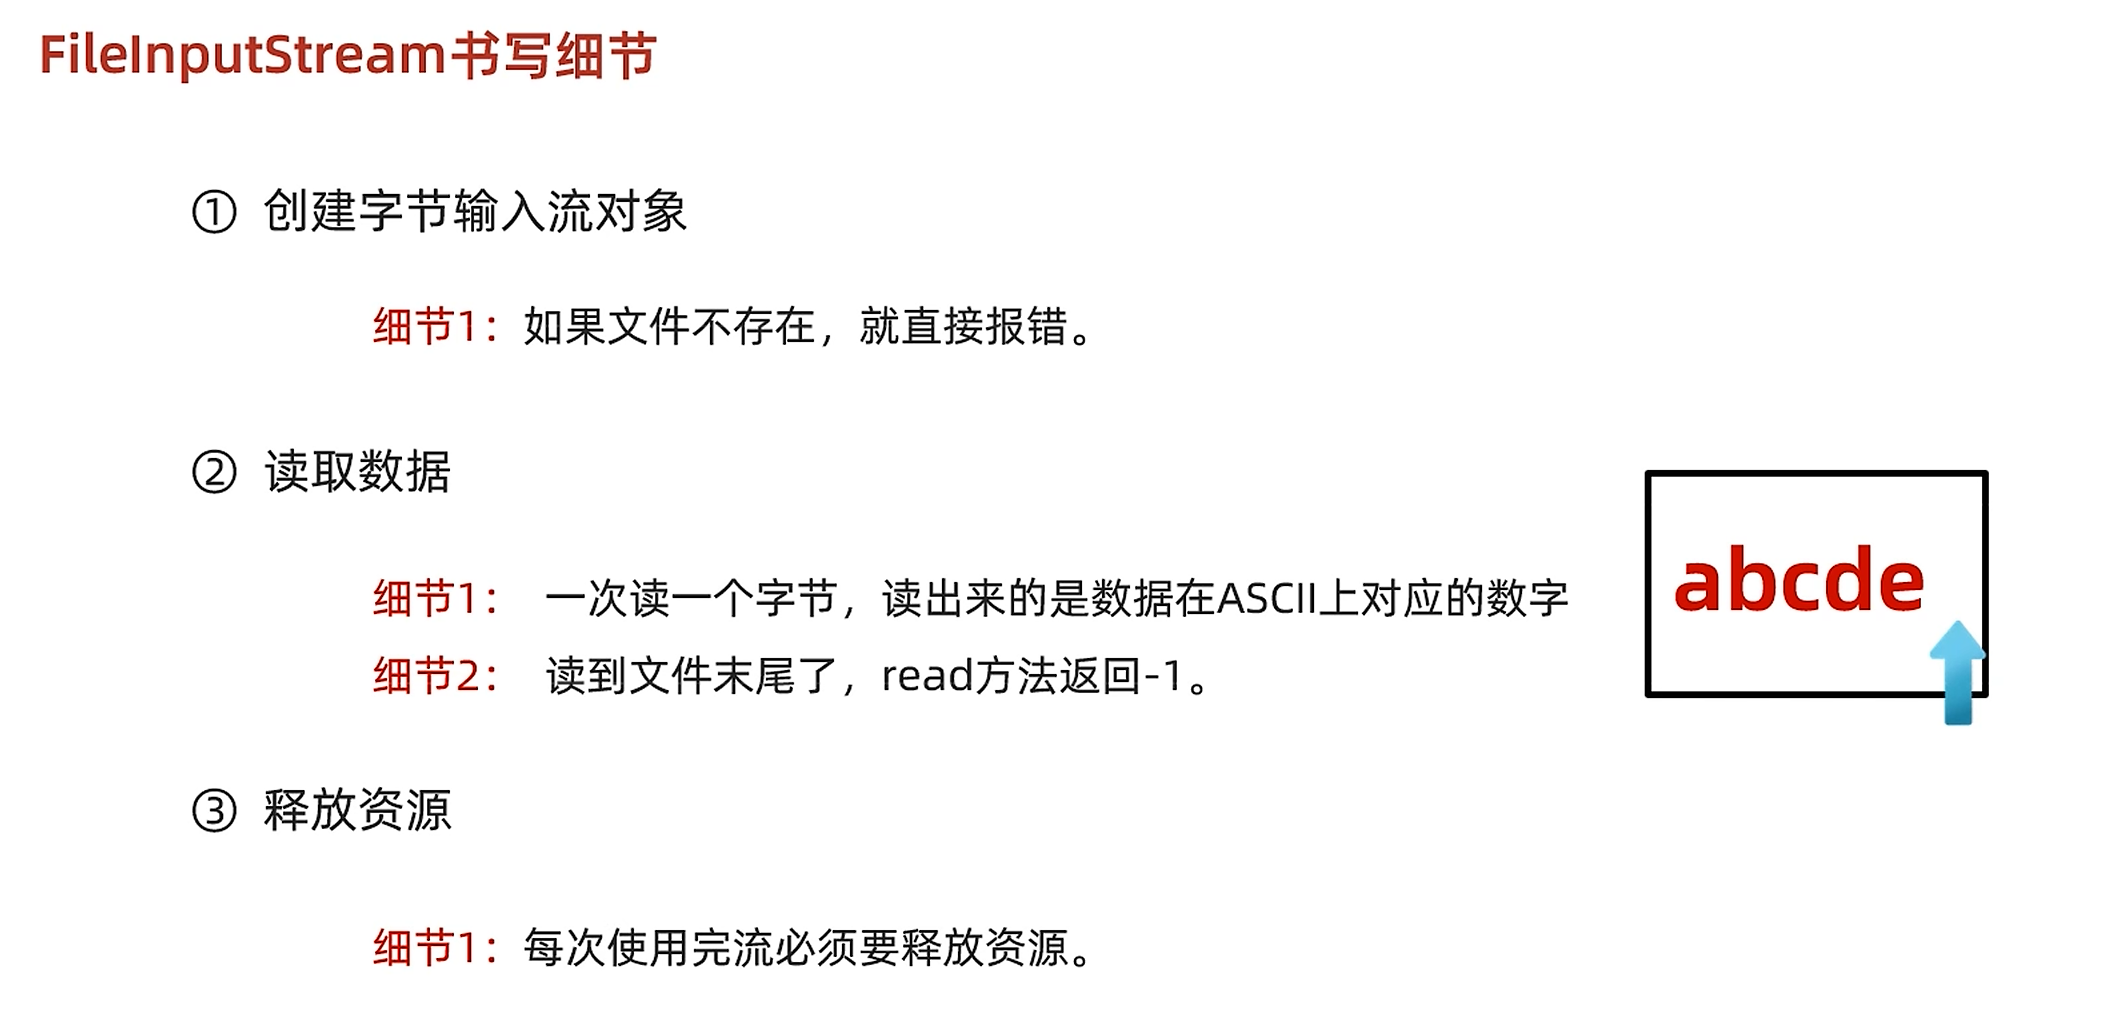 FileInputStream书写细节
① 创建字节输入流对象
细节1：如果文件不存在，就直接报错。
② 读取数据
细节1： 一次读一个字节，读出来的是数据在ASCII上对应的数字
细节2： 读到文件末尾了，read方法返回-1。
abcde
③ 释放资源
细节1：每次使用完流必须要释放资源。